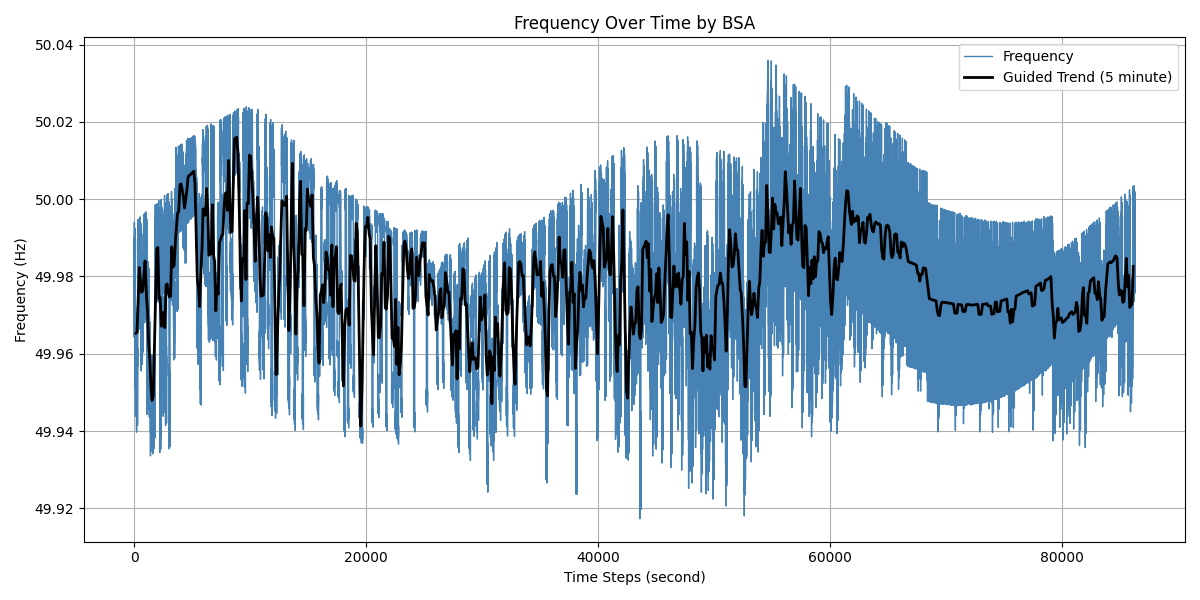 Frequency Over Time by BSA
Frequency
Guided Trend (5 minute)
Frequency (Hz)
50.04
50.02
50.00
49.98
49.96
49.94
49.92
0
20000
40000
60000
80000
Time Steps (second)